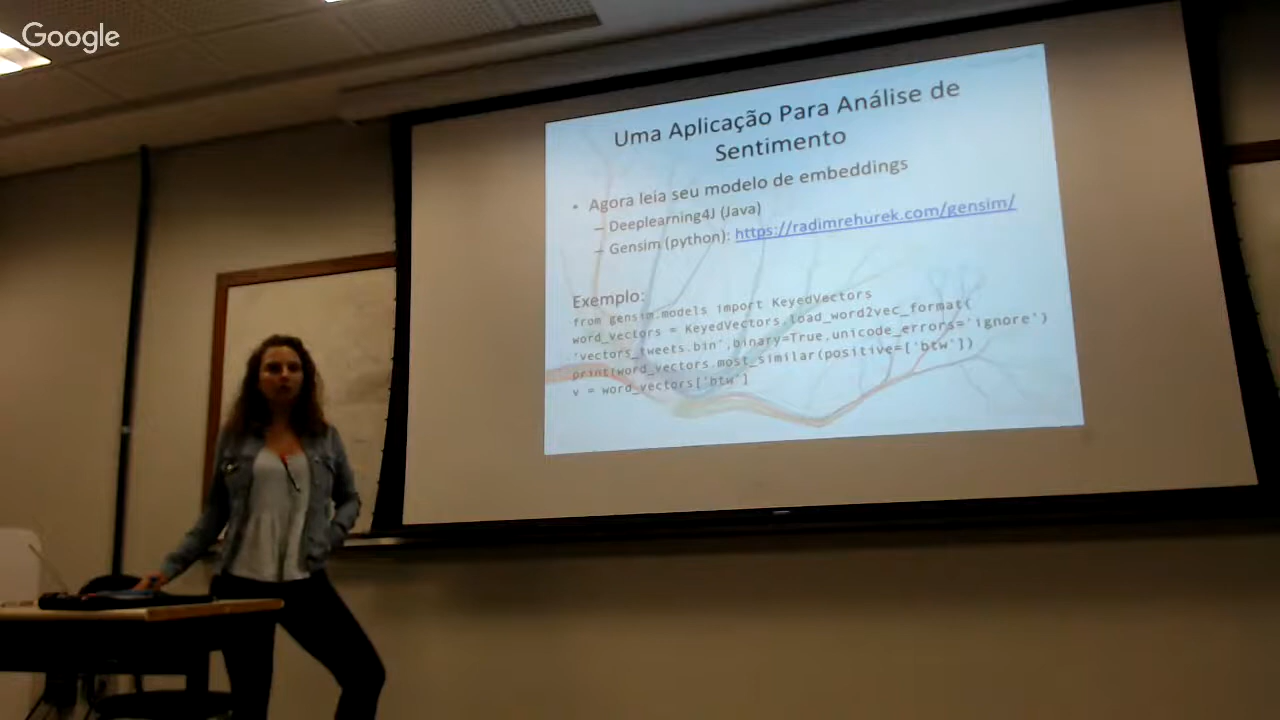 Google
Uma Aplicação Para Análise de
Sentimento
• Agora leia seu modelo de embeddings
– Deeplearning4J (Java)
– Gensim (python): https://radimrehurek.com/gensim/
Exemplo:
from gensim.models import KeyedVectors
word_vectors = KeyedVectors.load_word2vec_format(
'vectors_tweets.bin',binary=True,unicode_errors='ignore')
print(word_vectors.most_similar(positive=['btw'])
v = word_vectors['btw']